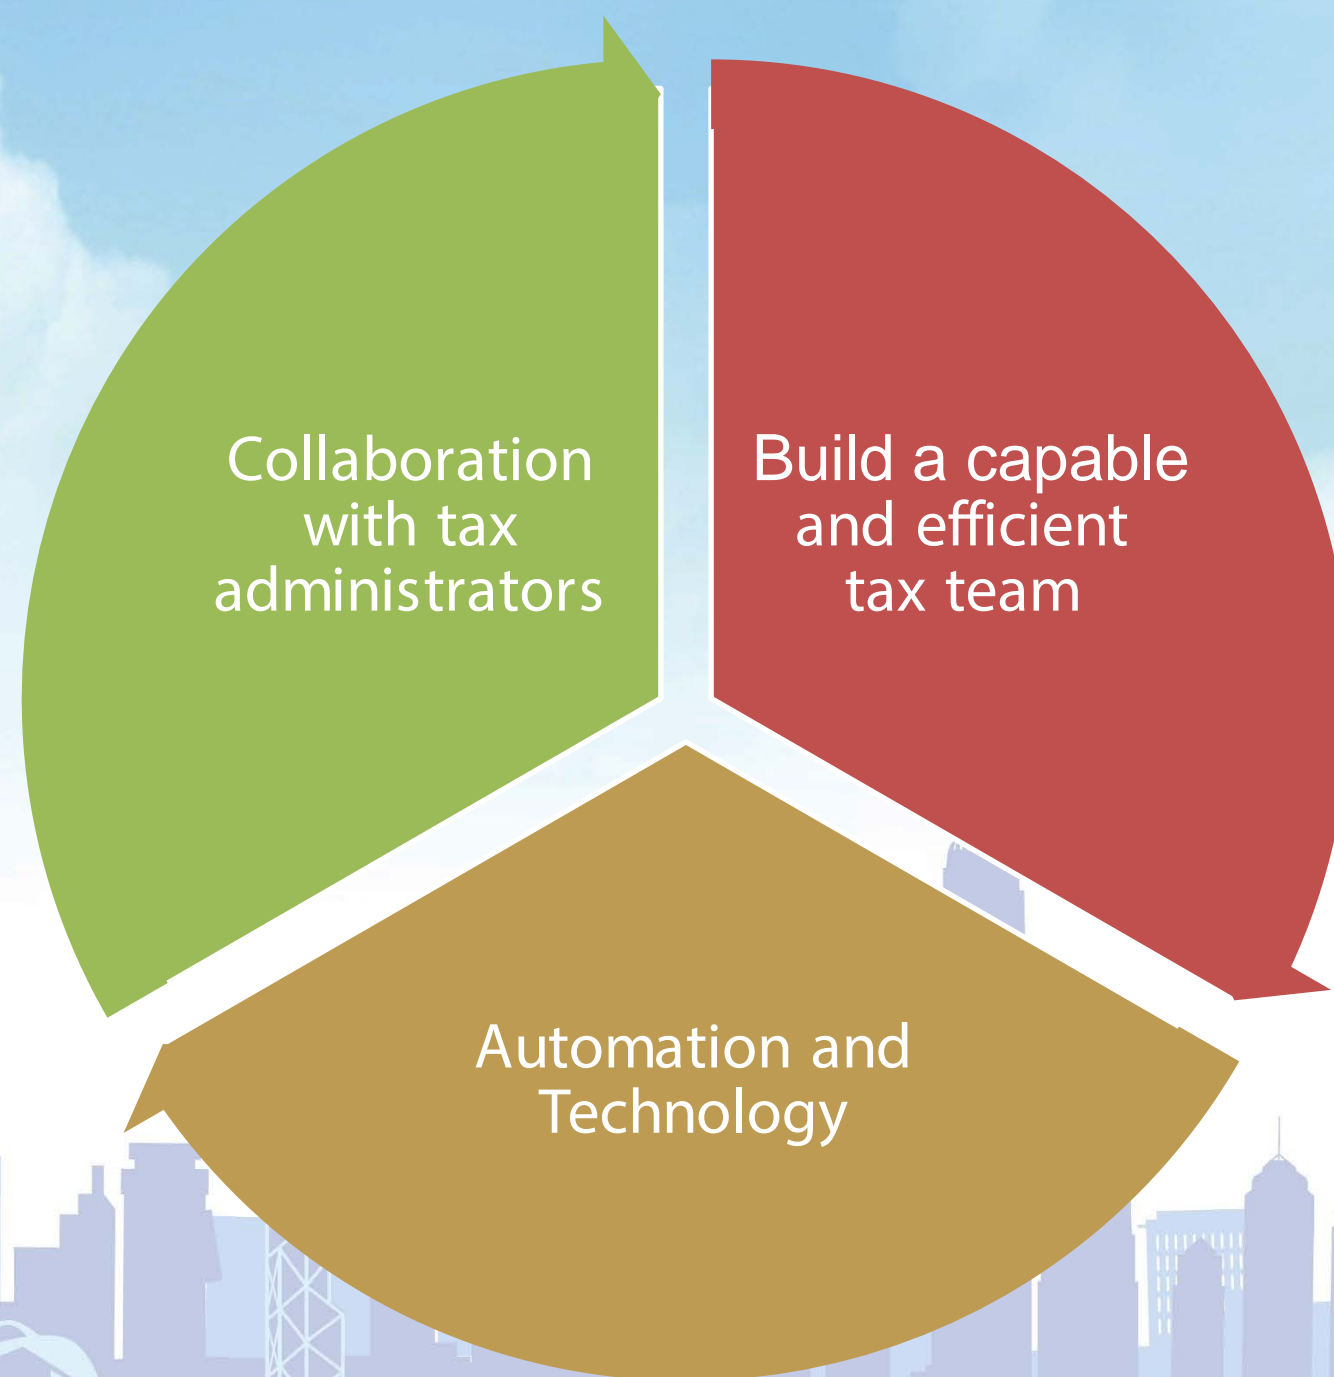 Collaboration
with tax
administrators
Build a capable
and efficient
tax team
Automation and
Technology